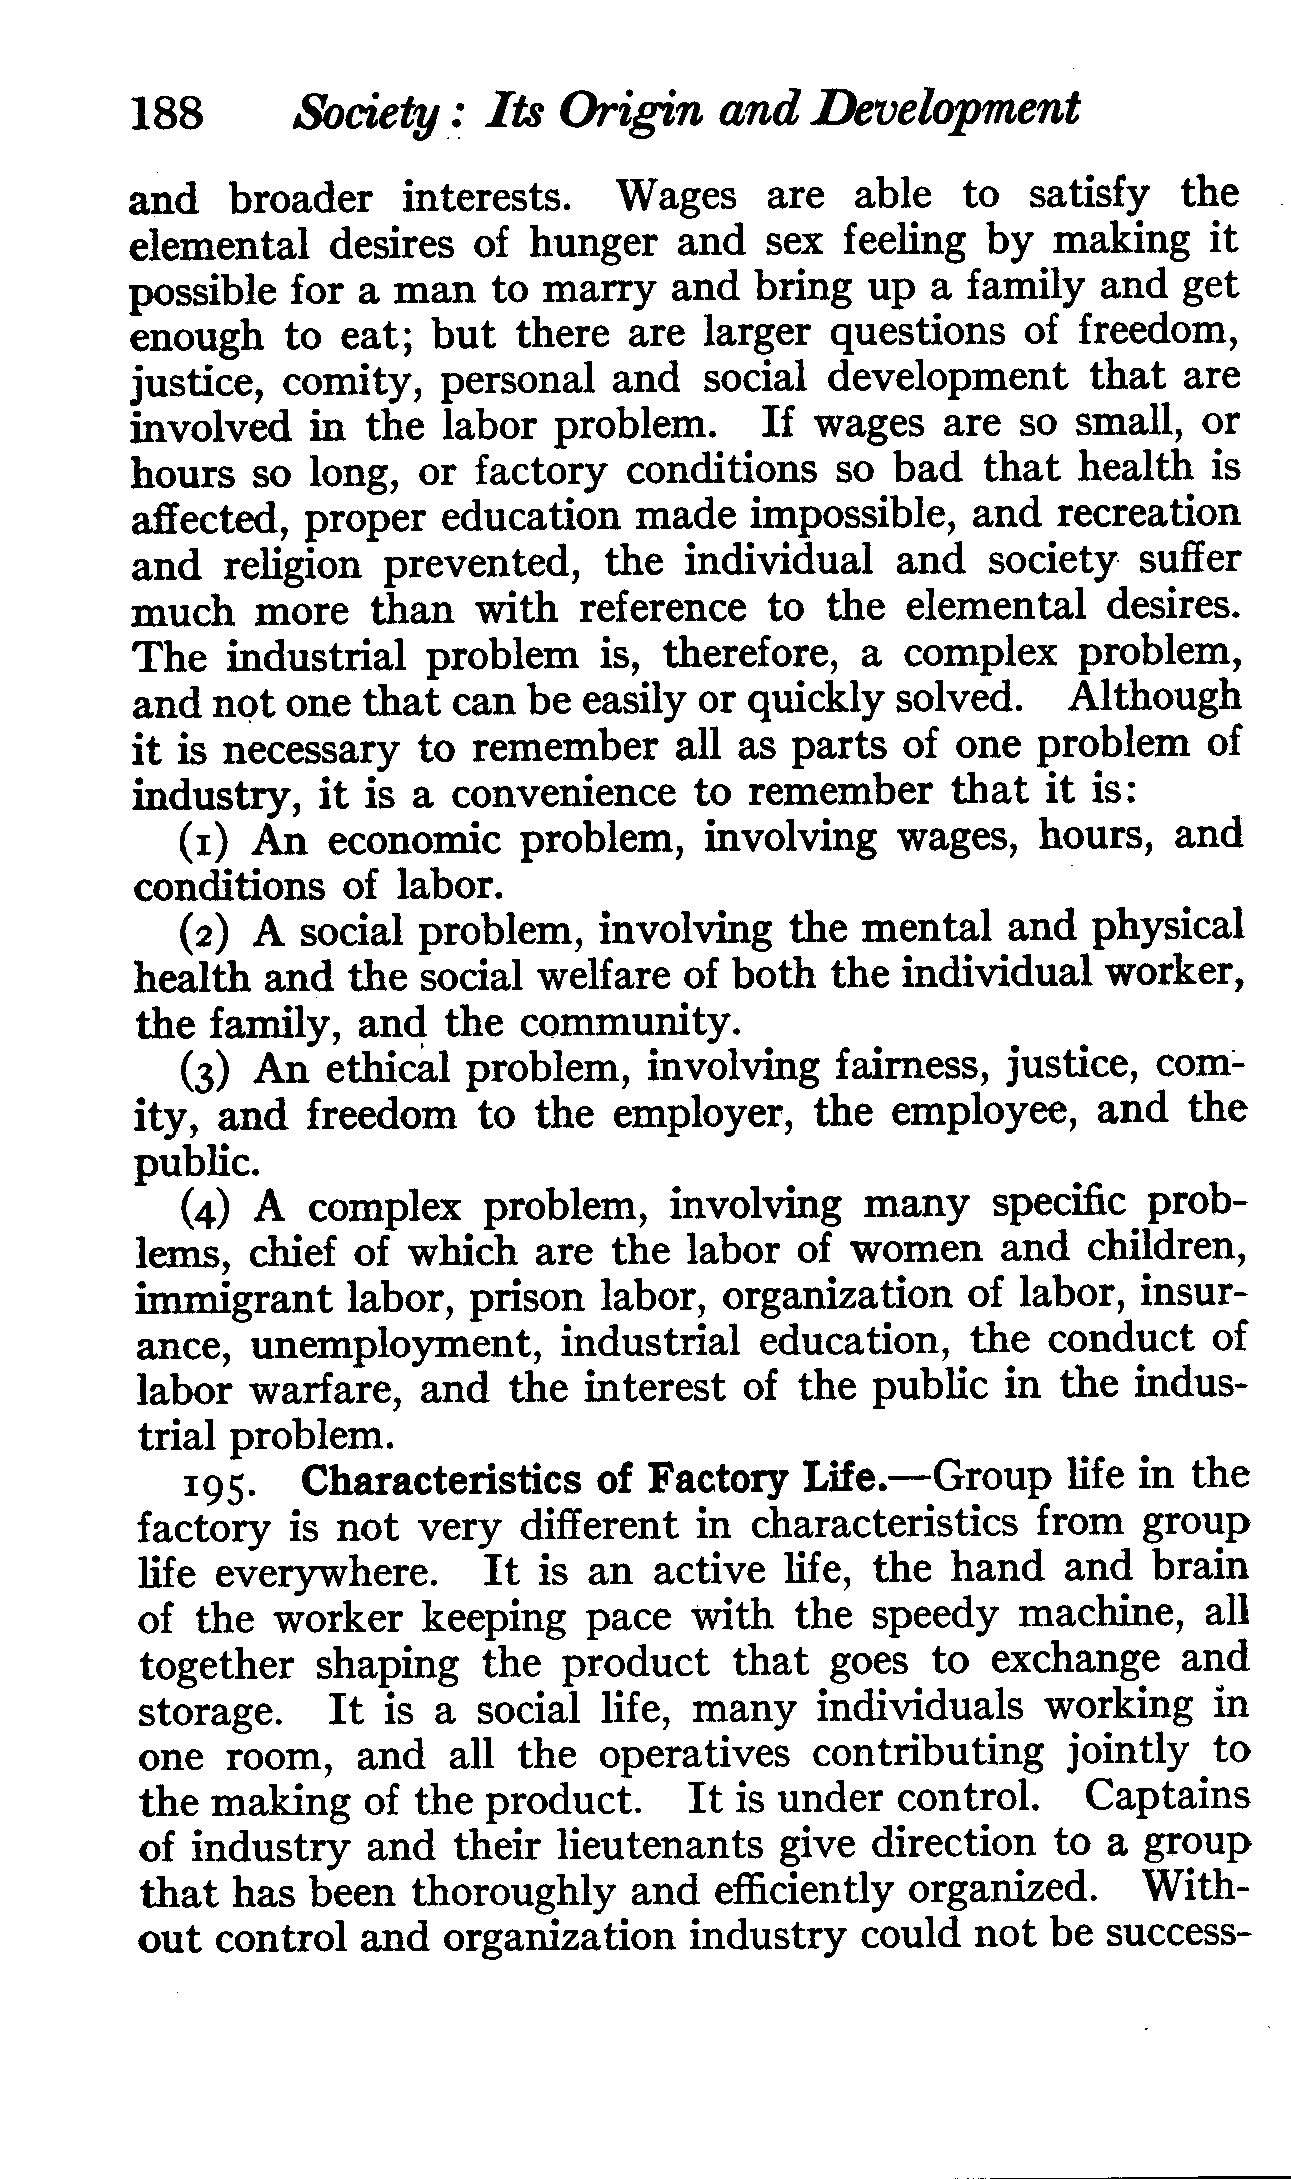 188 Society: Its Origin and Development
and broader interests. Wages are able to satisfy the
elemental desires of hunger and sex feeling by making it
possible for a man to marry and bring up a family and get
enough to eat; but there are larger questions of freedom,
justice, comity, personal and social development that are
involved in the labor problem. If wages are so small, or
hours so long, or factory conditions so bad that health is
affected, proper education made impossible, and recreation
and religion prevented, the individual and society suffer
much more than with reference to the elemental desires.
The industrial problem is, therefore, a complex problem,
and not one that can be easily or quickly solved. Although
it is necessary to remember all as parts of one problem of
industry, it is a convenience to remember that it is:
(1) An economic problem, involving wages, hours, and
conditions of labor.
(2) A social problem, involving the mental and physical
health and the social welfare of both the individual worker,
the family, and the community.
(3) An ethical problem, involving fairness, justice, com-
ity, and freedom to the employer, the employee, and the
public.
(4) A complex problem, involving many specific prob-
lems, chief of which are the labor of women and children,
immigrant labor, prison labor, organization of labor, insur-
ance, unemployment, industrial education, the conduct of
labor warfare, and the interest of the public in the indus-
trial problem.
195. Characteristics of Factory Life.—Group life in the
factory is not very different in characteristics from group
life everywhere. It is an active life, the hand and brain
of the worker keeping pace with the speedy machine, all
together shaping the product that goes to exchange and
storage. It is a social life, many individuals working in
one room, and all the operatives contributing jointly to
the making of the product. It is under control. Captains
of industry and their lieutenants give direction to a group
that has been thoroughly and efficiently organized. With-
out control and organization industry could not be success-